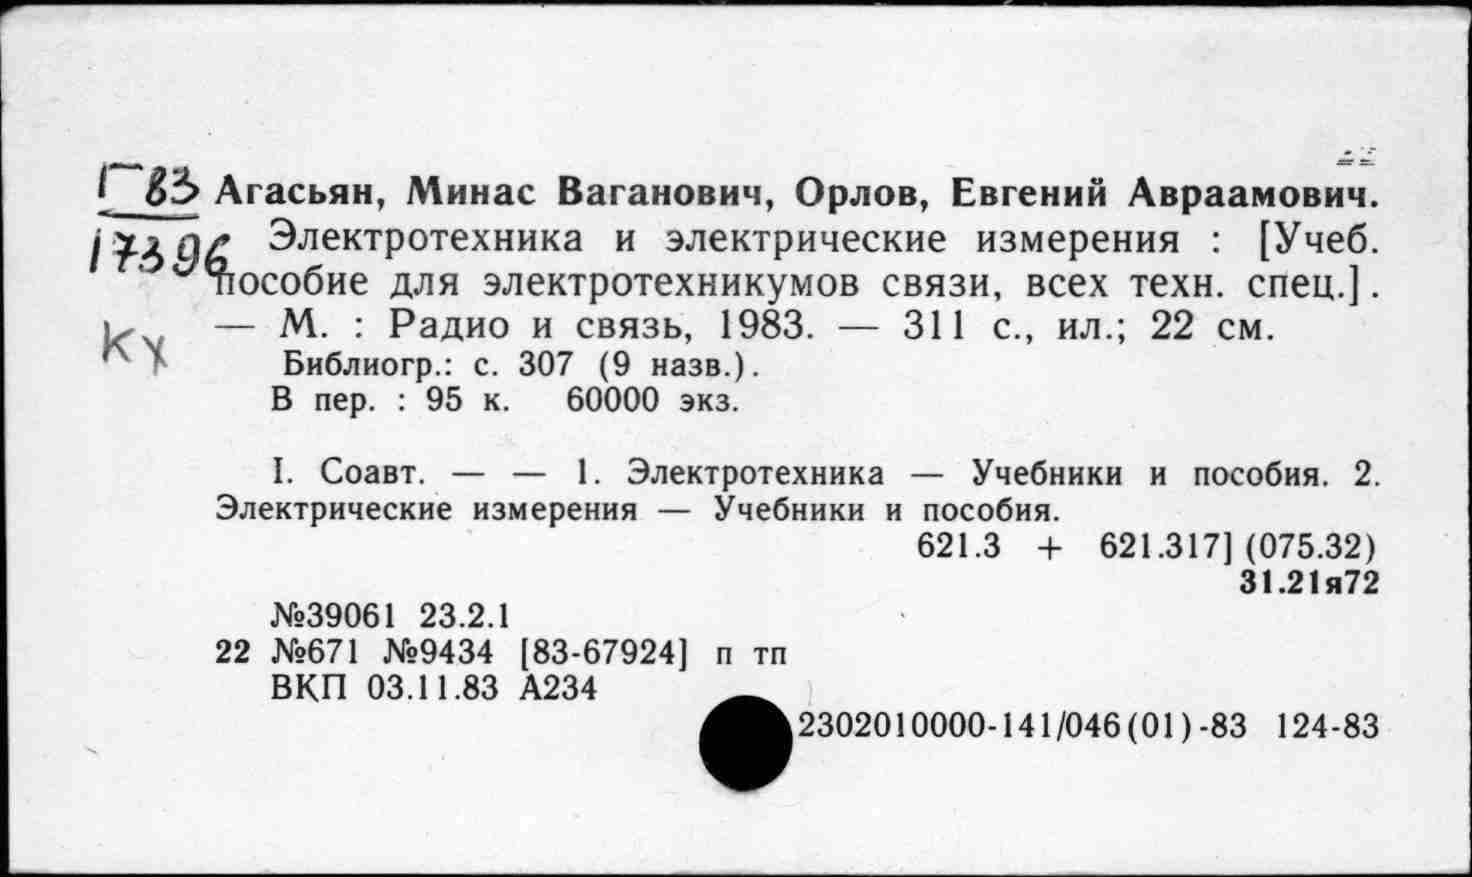 Г 83 Агасьян, Минас Ваганович, Орлов, Евгений Авраамович.
17396 Электротехника и электрические измерения : [Учеб.
пособие для электротехникумов связи, всех техн. спец.].
— М. : Радио и связь, 1983. — 311 с., ил.; 22 см.
Библиогр.: с. 307 (9 назв.).
В пер. : 95 к. 60000 экз.
I. Соавт. — — 1. Электротехника — Учебники и пособия. 2.
Электрические измерения — Учебники и пособия.
621.3 + 621.317] (075.32)
31.21я72
№39061 23.2.1
22 №671 №9434 [83-67924] п тп
ВКП 03.11.83 А234
2302010000-141/046(01)-83 124-83